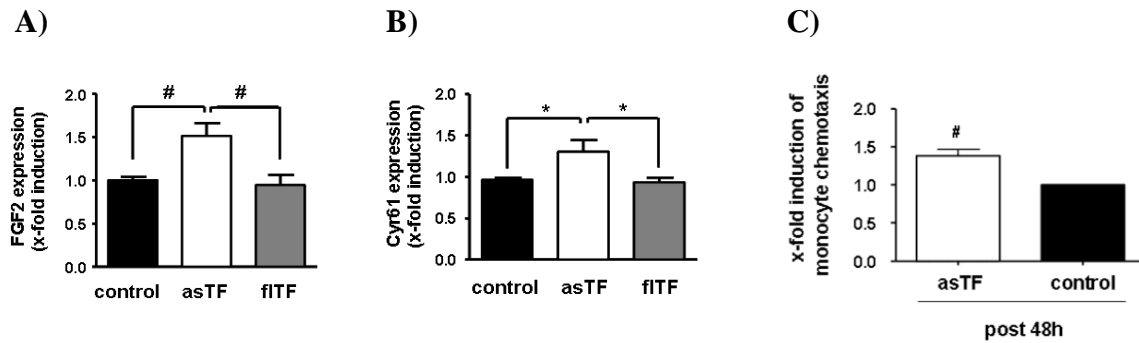 A)
FGF2 expression
(x-fold induction)
2.0
1.5
1.0
0.5
0.0
# #
control asTF flTF
B)
Cyr61 expression
(x-fold induction)
2.0
1.5
1.0
0.5
0.0
* *
control asTF flTF
C)
x-fold induction of
monocyte chemotaxis
2.0
1.5
1.0
0.5
0.0
#
asTF control
post 48h